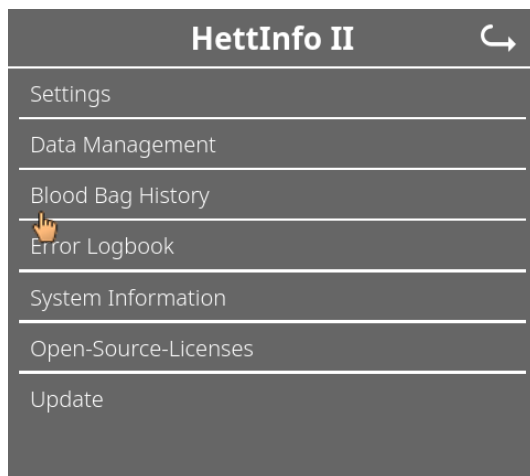 HettInfo II
Settings
Data Management
Blood Bag History
Error Logbook
System Information
Open-Source-Licenses
Update